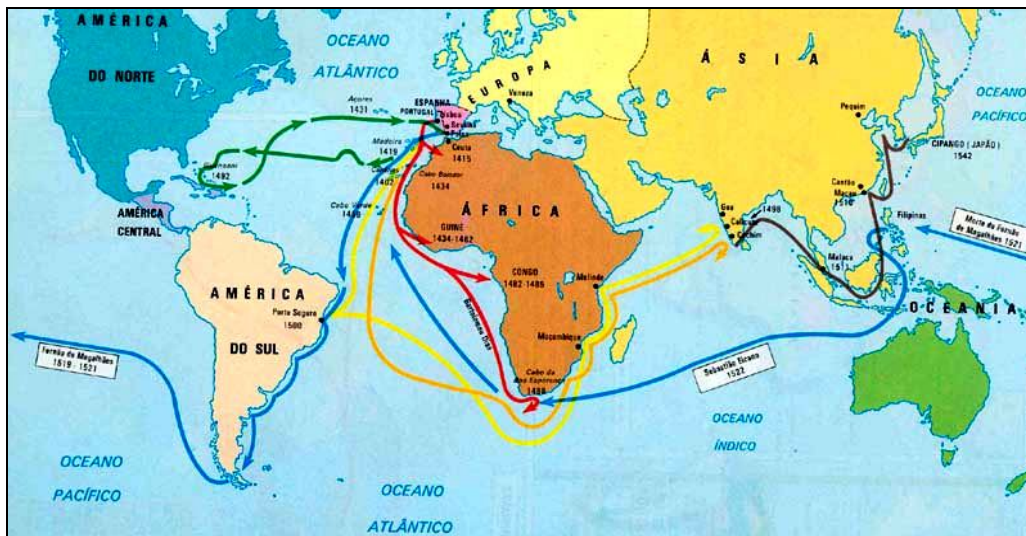 AMÉRICA
DO NORTE
OCEANO
ATLÂNTICO
Açores
1431
ESPANHA
PORTUGAL
Lisboa
Madeira
1419
Ceuta
1415
Guanaani
1492
1402
Cabo Bojador
1434
Cabo Verde
AMÉRICA
CENTRAL
EUROPA
Veneza
ÁSIA
Pequim
OCEANO
PACÍFICO
CIPANGO (JAPÃO)
1542
Cantão
Macau
Goa
1498
Filipinas
Malaca
1511
Morte de Fernão
de Magalhães 1521
OCEANIA
ÁFRICA
GUINÉ
CONGO
1482-1485
Melinde
Moçambique
Cabo da
Boa Esperança
1488
Bartolomeu Dias
AMÉRICA
DO SUL
Porto Seguro
1500
Fernão de Magalhães
1519 - 1521
Sebastião Elcano
1522
OCEANO
ÍNDICO
OCEANO
PACÍFICO
OCEANO
ATLÂNTICO